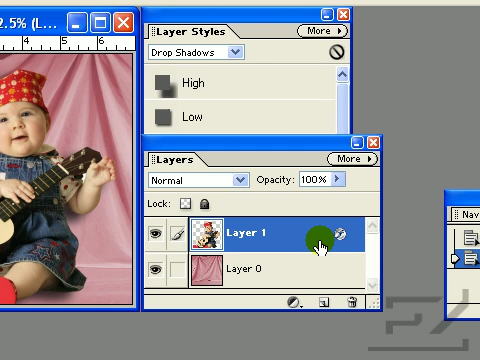 2.5% (L...
4 5 6
Layer Styles
More
Drop Shadows
High
Low
Layers
More
Normal
Opacity: 100%
Lock:
Layer 1
Layer 0
Nav